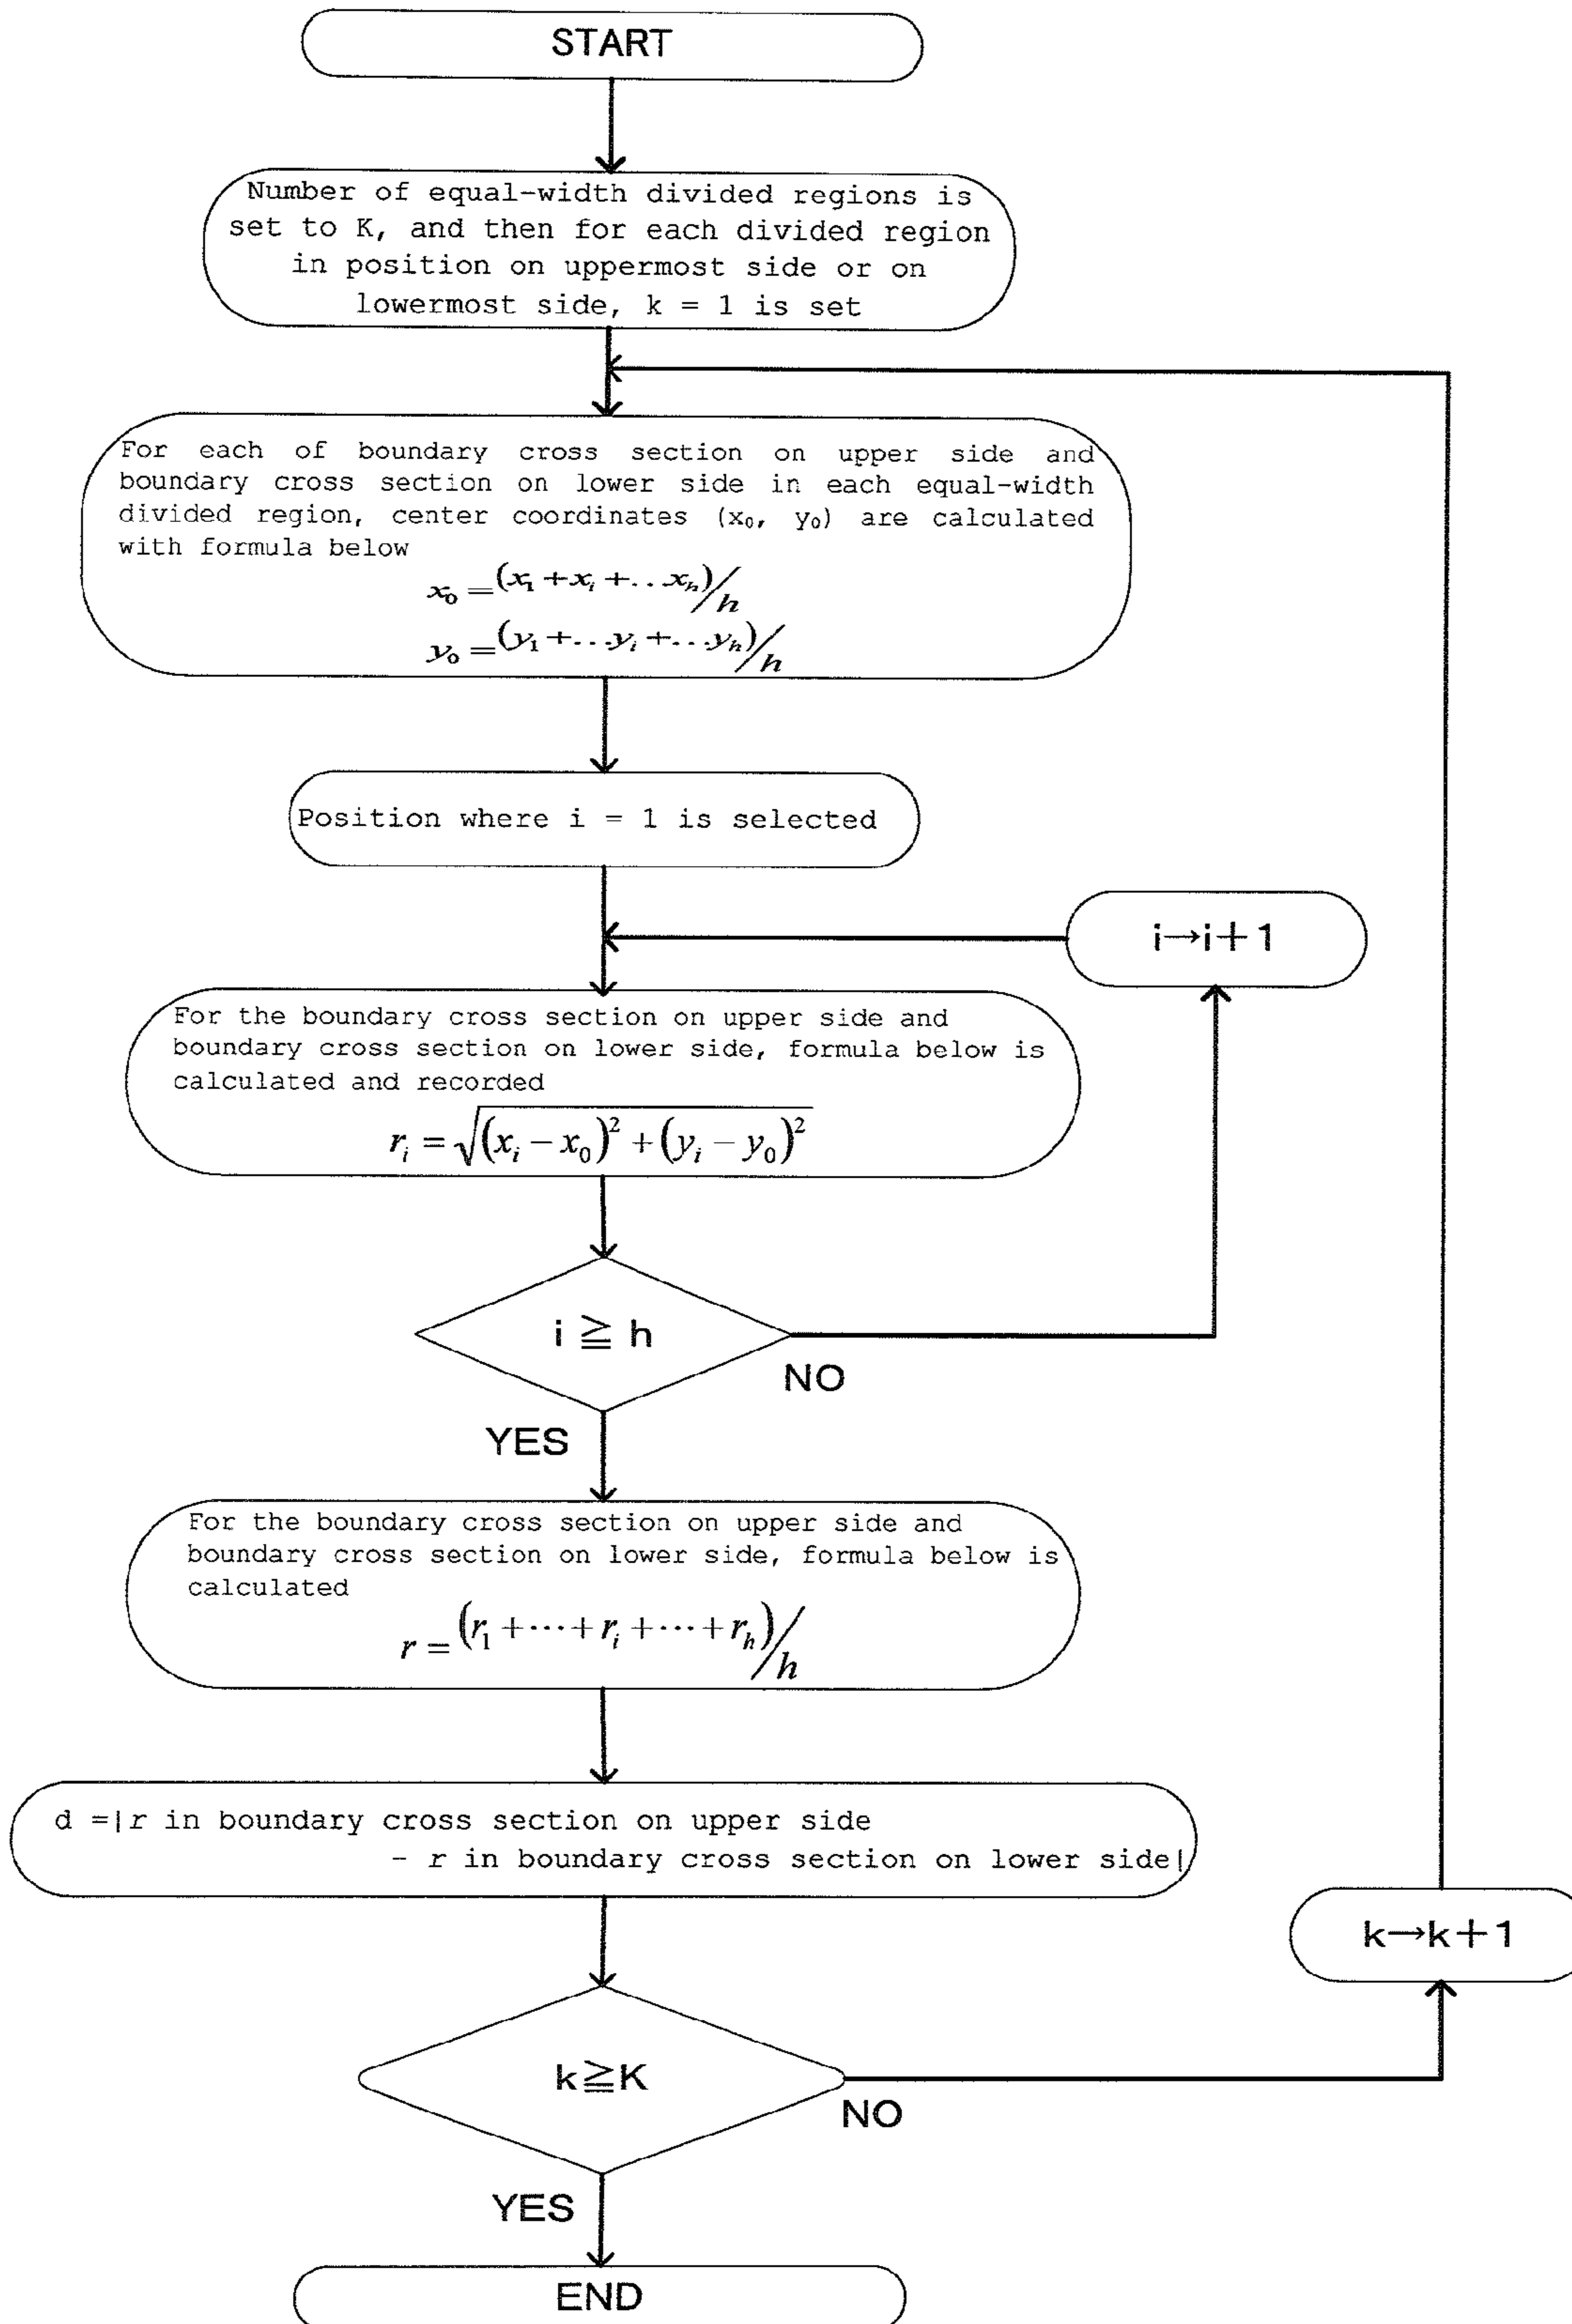 START
Number of equal-width divided regions is
set to K, and then for each divided region
in position on uppermost side or on
lowermost side, k = 1 is set
For each of boundary cross section on upper side and
boundary cross section on lower side in each equal-width
divided region, center coordinates (x₀, y₀) are calculated
with formula below
x₀ = (x₁ + xᵢ + . . xₕ)/h
y₀ = (y₁ + . . . yᵢ + . . . yₕ)/h
Position where i = 1 is selected
i→i+1
For the boundary cross section on upper side and
boundary cross section on lower side, formula below is
calculated and recorded
rᵢ = √(xᵢ − x₀)² + (yᵢ − y₀)²
i ≧ h
NO
YES
For the boundary cross section on upper side and
boundary cross section on lower side, formula below is
calculated
r = (r₁ + ⋯ + rᵢ + ⋯ + rₕ)/h
d =|r in boundary cross section on upper side
– r in boundary cross section on lower side|
k→k+1
k≧K
NO
YES
END